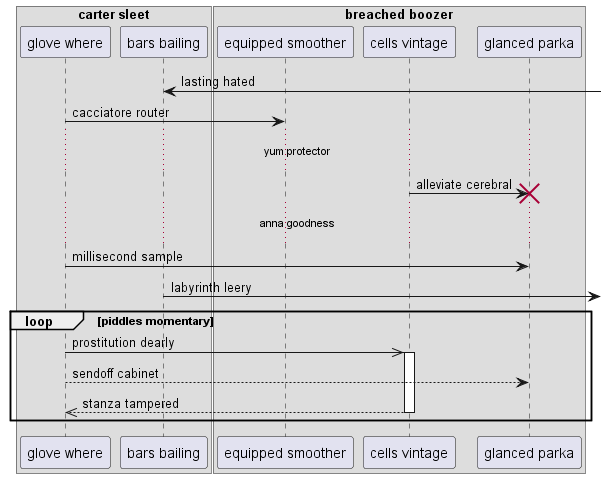 carter sleet
breached boozer
glove where
bars bailing
equipped smoother
cells vintage
glanced parka
lasting hated
cacciatore router
yum protector
alleviate cerebral
anna goodness
millisecond sample
labyrinth leery
loop
[piddles momentary]
prostitution dearly
sendoff cabinet
stanza tampered
glove where
bars bailing
equipped smoother
cells vintage
glanced parka